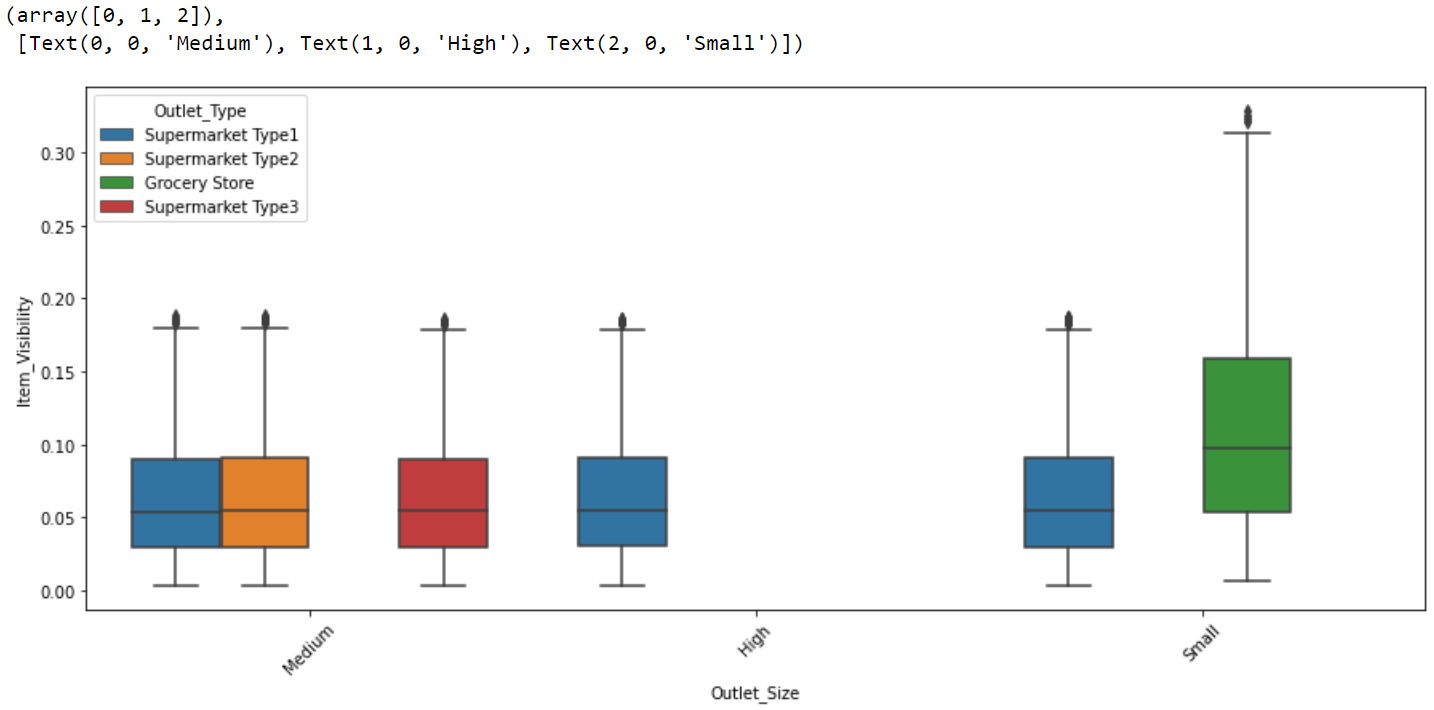 (array([0, 1, 2]),
 [Text(0, 0, 'Medium'), Text(1, 0, 'High'), Text(2, 0, 'Small')])
Outlet_Type
Supermarket Type1
Supermarket Type2
Grocery Store
Supermarket Type3
0.30
0.25
0.20
0.15
0.10
0.05
0.00
Item_Visibility
Medium
High
Small
Outlet_Size